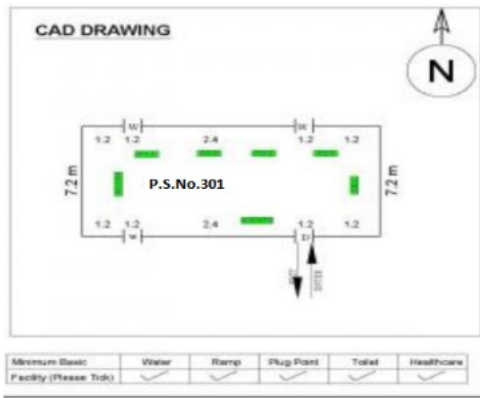 CAD DRAWING
N
W W
1.2 1.2 2.4 1.2 1.2
7.2 m P.S.No.301 7.2 m
1.2 1.2 2.4 1.2 1.2
W D
EXIT ENTER
Minimum Basic Water Ramp Plug Point Toilet Healthcare
Facility (Please Tick)